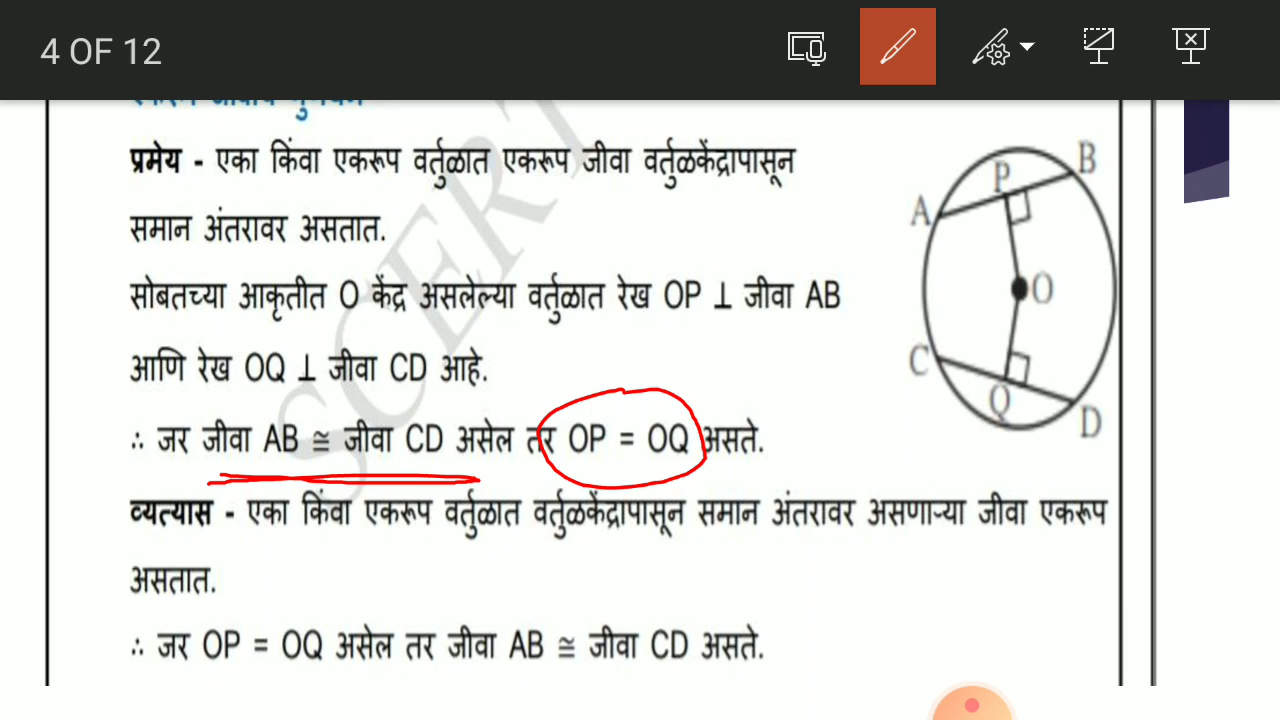 4 OF 12
प्रमेय - एका किंवा एकरूप वर्तुळात एकरूप जीवा वर्तुळकेंद्रापासून
समान अंतरावर असतात.
सोबतच्या आकृतीत O केंद्र असलेल्या वर्तुळात रेख OP ⊥ जीवा AB
आणि रेख OQ ⊥ जीवा CD आहे.
∴ जर जीवा AB ≅ जीवा CD असेल तर OP = OQ असते.
व्यत्यास - एका किंवा एकरूप वर्तुळात वर्तुळकेंद्रापासून समान अंतरावर असणाऱ्या जीवा एकरूप
असतात.
∴ जर OP = OQ असेल तर जीवा AB ≅ जीवा CD असते.
B
P
A
O
C
Q
D
SCERT